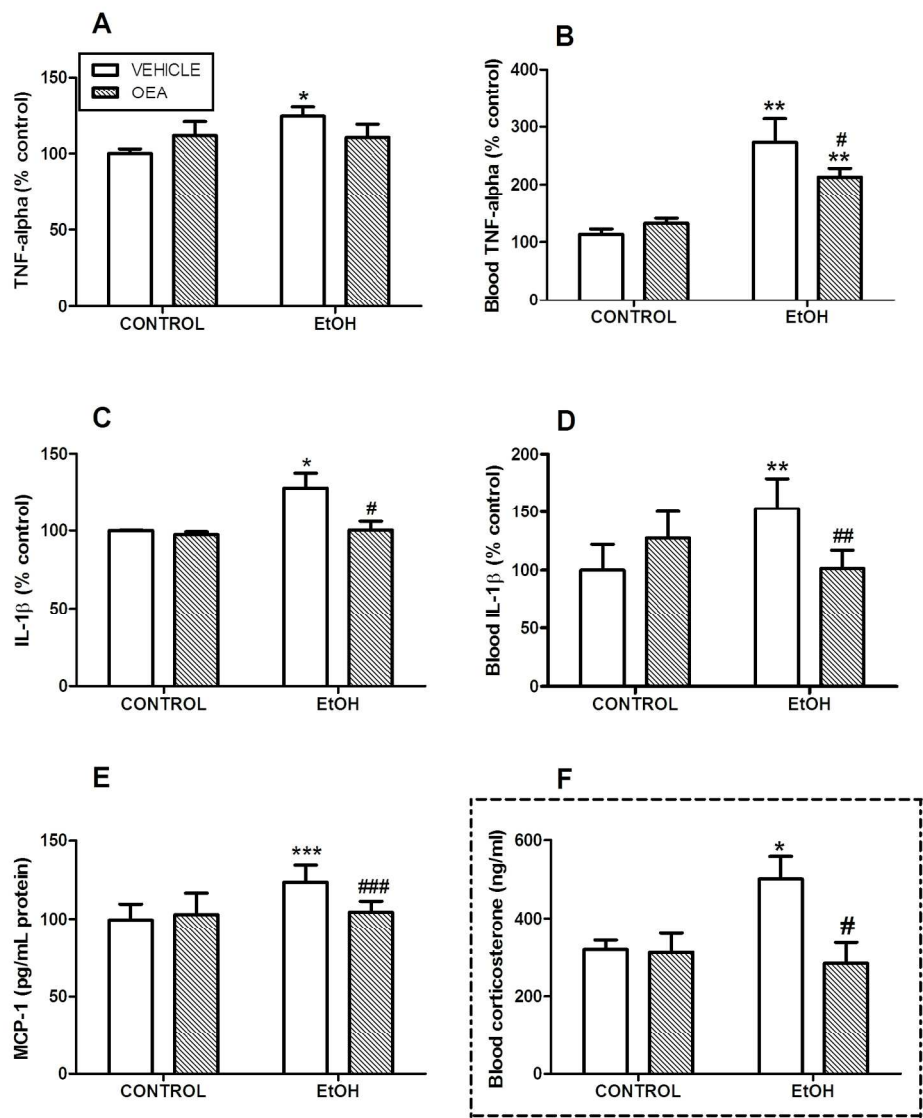 A
VEHICLE
OEA
TNF-alpha (% control)
150
100
50
0
*
CONTROL
EtOH
B
Blood TNF-alpha (% control)
400
300
200
100
0
**
#
**
CONTROL
EtOH
C
IL-1β (% control)
150
100
50
0
*
#
CONTROL
EtOH
D
Blood IL-1β (% control)
200
150
100
50
0
**
##
CONTROL
EtOH
E
MCP-1 (pg/mL protein)
150
100
50
0
***
###
CONTROL
EtOH
F
Blood corticosterone (ng/ml)
600
400
300
0
*
#
CONTROL
EtOH